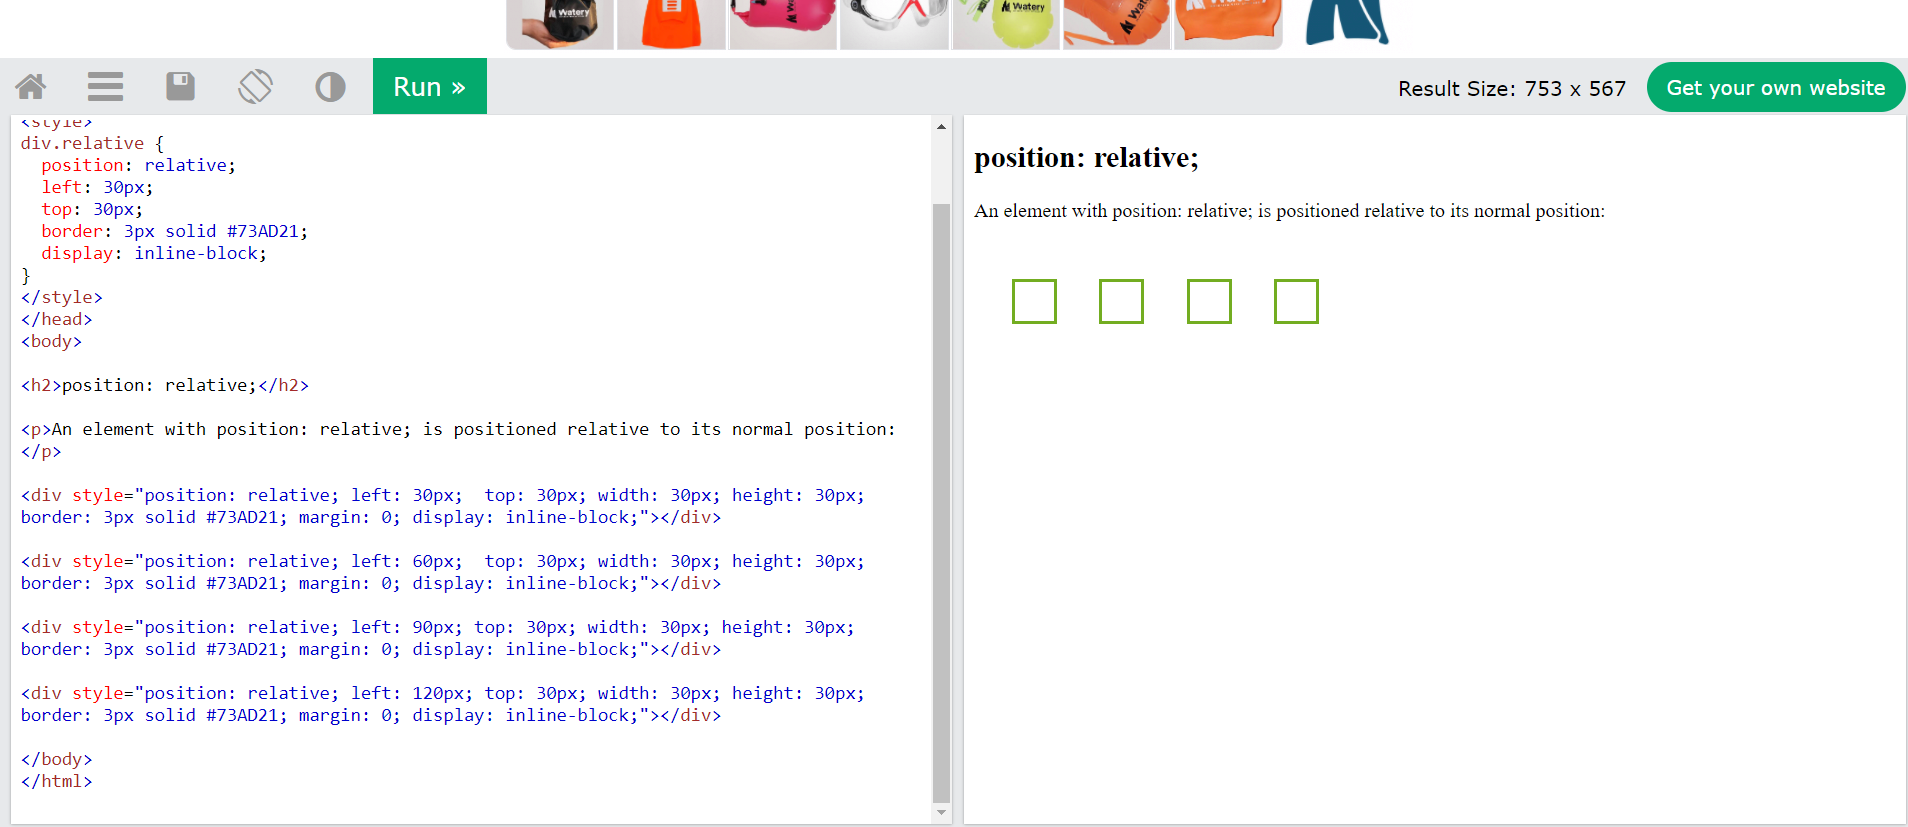 Watery
Watery
Run »
Result Size: 753 x 567
Get your own website
<style>
div.relative {
  position: relative;
  left: 30px;
  top: 30px;
  border: 3px solid #73AD21;
  display: inline-block;
}
</style>
</head>
<body>
<h2>position: relative;</h2>
<p>An element with position: relative; is positioned relative to its normal position:
</p>
<div style="position: relative; left: 30px;  top: 30px; width: 30px; height: 30px;
border: 3px solid #73AD21; margin: 0; display: inline-block;"></div>
<div style="position: relative; left: 60px;  top: 30px; width: 30px; height: 30px;
border: 3px solid #73AD21; margin: 0; display: inline-block;"></div>
<div style="position: relative; left: 90px; top: 30px; width: 30px; height: 30px;
border: 3px solid #73AD21; margin: 0; display: inline-block;"></div>
<div style="position: relative; left: 120px; top: 30px; width: 30px; height: 30px;
border: 3px solid #73AD21; margin: 0; display: inline-block;"></div>
</body>
</html>
position: relative;
An element with position: relative; is positioned relative to its normal position: